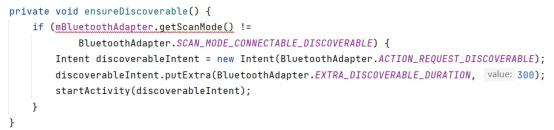 private void ensureDiscoverable() {
    if (mBluetoothAdapter.getScanMode() !=
            BluetoothAdapter.SCAN_MODE_CONNECTABLE_DISCOVERABLE) {
        Intent discoverableIntent = new Intent(BluetoothAdapter.ACTION_REQUEST_DISCOVERABLE);
        discoverableIntent.putExtra(BluetoothAdapter.EXTRA_DISCOVERABLE_DURATION, value: 300);
        startActivity(discoverableIntent);
    }
}